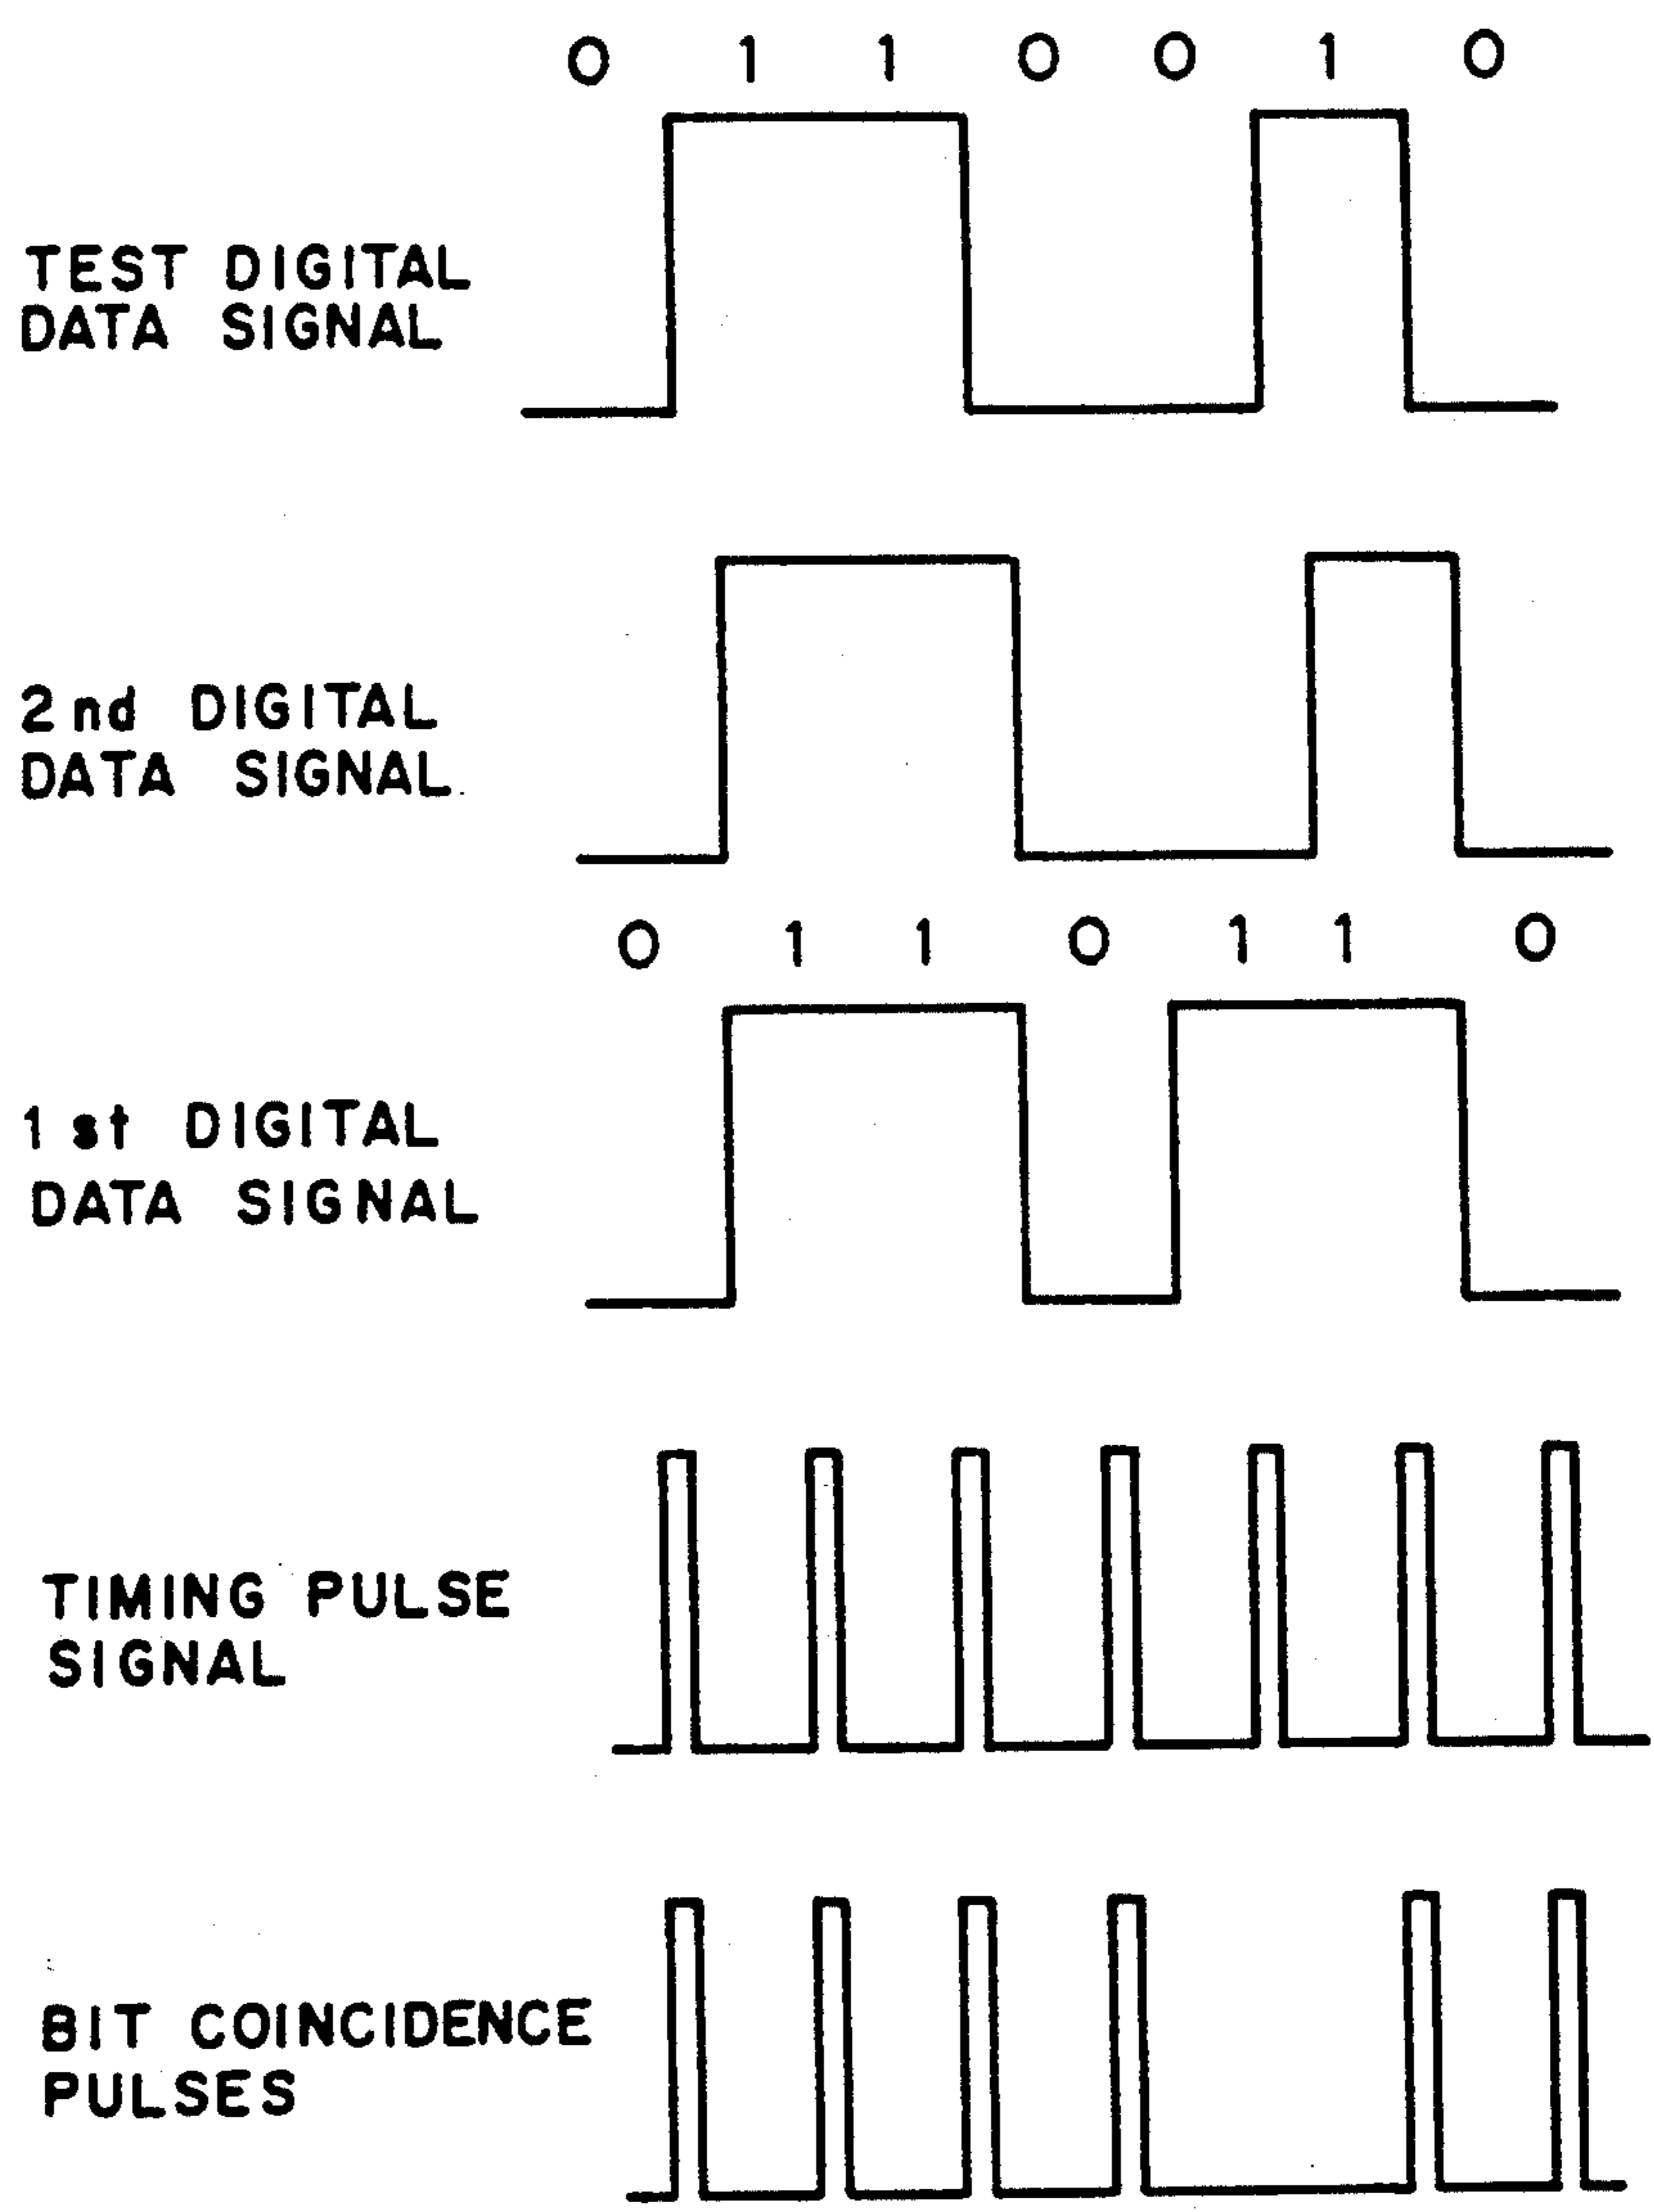 0 1 1 0 0 1 0
TEST DIGITAL
DATA SIGNAL
2nd DIGITAL
DATA SIGNAL
0 1 1 0 1 1 0
1st DIGITAL
DATA SIGNAL
TIMING PULSE
SIGNAL
BIT COINCIDENCE
PULSES